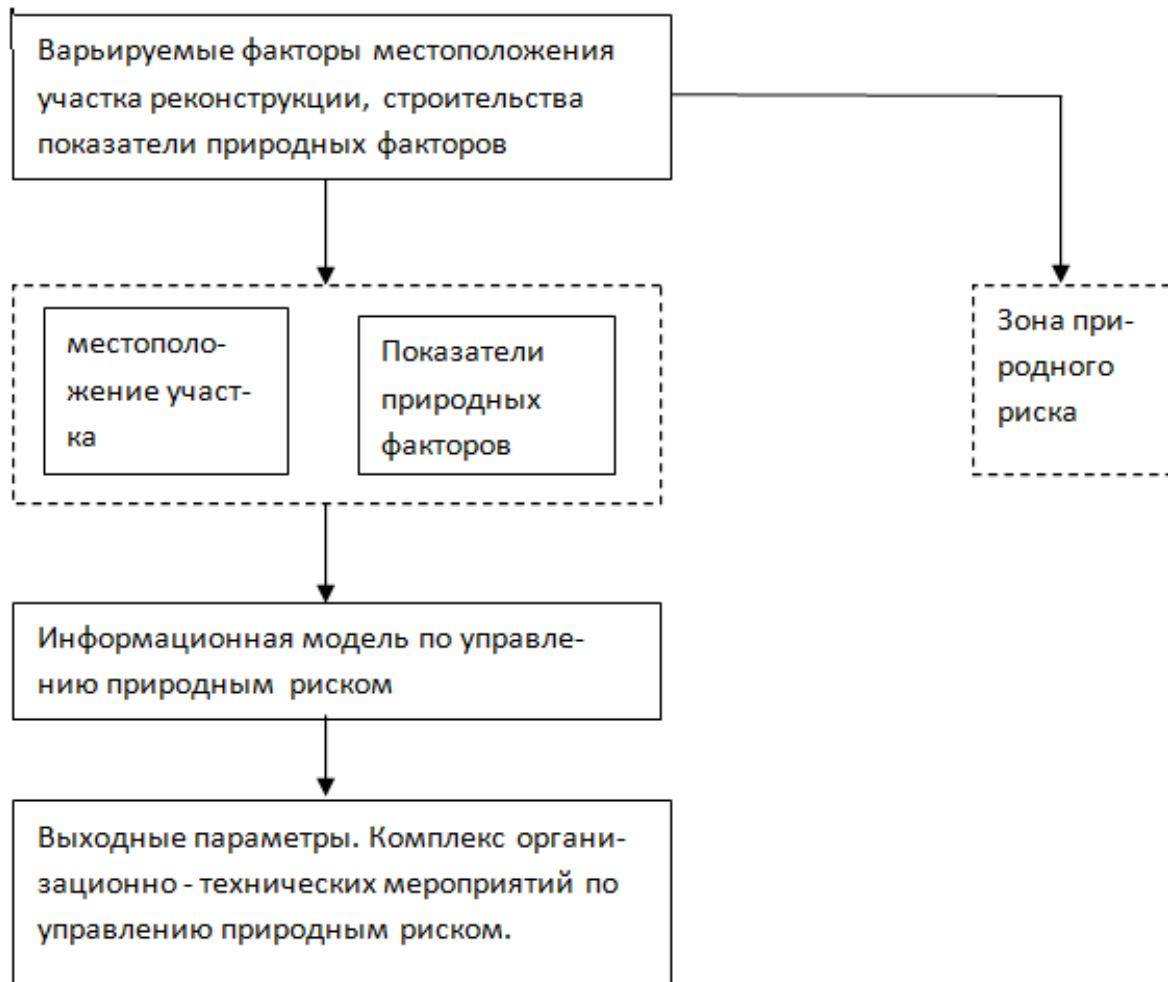 Варьируемые факторы местоположения
участка реконструкции, строительства
показатели природных факторов
местополо-
жение участ-
ка
Показатели
природных
факторов
Зона при-
родного
риска
Информационная модель по управле-
нию природным риском
Выходные параметры. Комплекс органи-
зационно - технических мероприятий по
управлению природным риском.